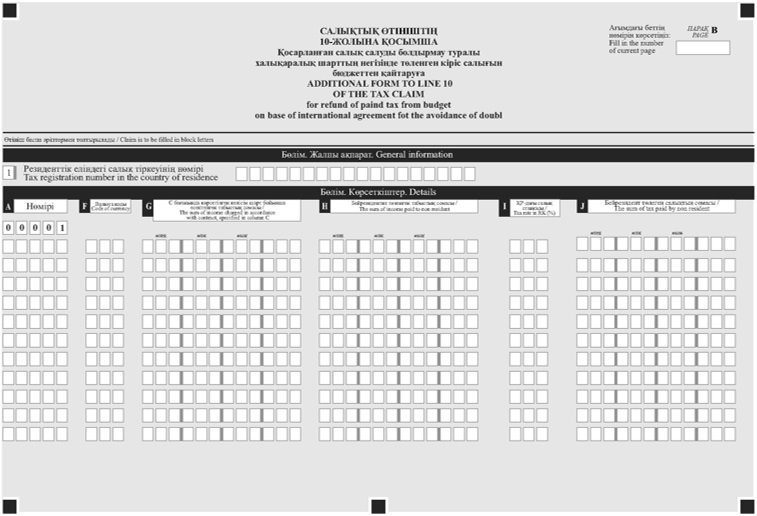 САЛЫҚТЫҚ ӨТІНІШТІҢ
10-ЖОЛЫНА ҚОСЫМША
Қосарланған салық салуды болдырмау туралы
халықаралық шарттың негізінде төленген кіріс салығын
бюджеттен қайтаруға
ADDITIONAL FORM TO LINE 10
OF THE TAX CLAIM
for refund of paind tax from budget
on base of international agreement fot the avoidance of doubl
Ағымдағы беттің
нөмірін көрсетіңіз
Fill in the number
of current page
ПАРАҚ B
PAGE
Өтініш баспа әріптермен толтырылады / Claim is to be filled in block letters
Бөлім. Жалпы ақпарат. General information
1 Резиденттік еліндегі салық тіркеуінің нөмірі
Tax registration number in the country of residence
Бөлім. Көрсеткіштер. Details
A Нөмірі
F
Code of currency
G
The sum of income charged in accordance
with contract, specified in column C
H
The sum of income paid to non resident
I
Tax rate in RK (%)
J
The sum of tax paid by non resident
0 0 0 0 1